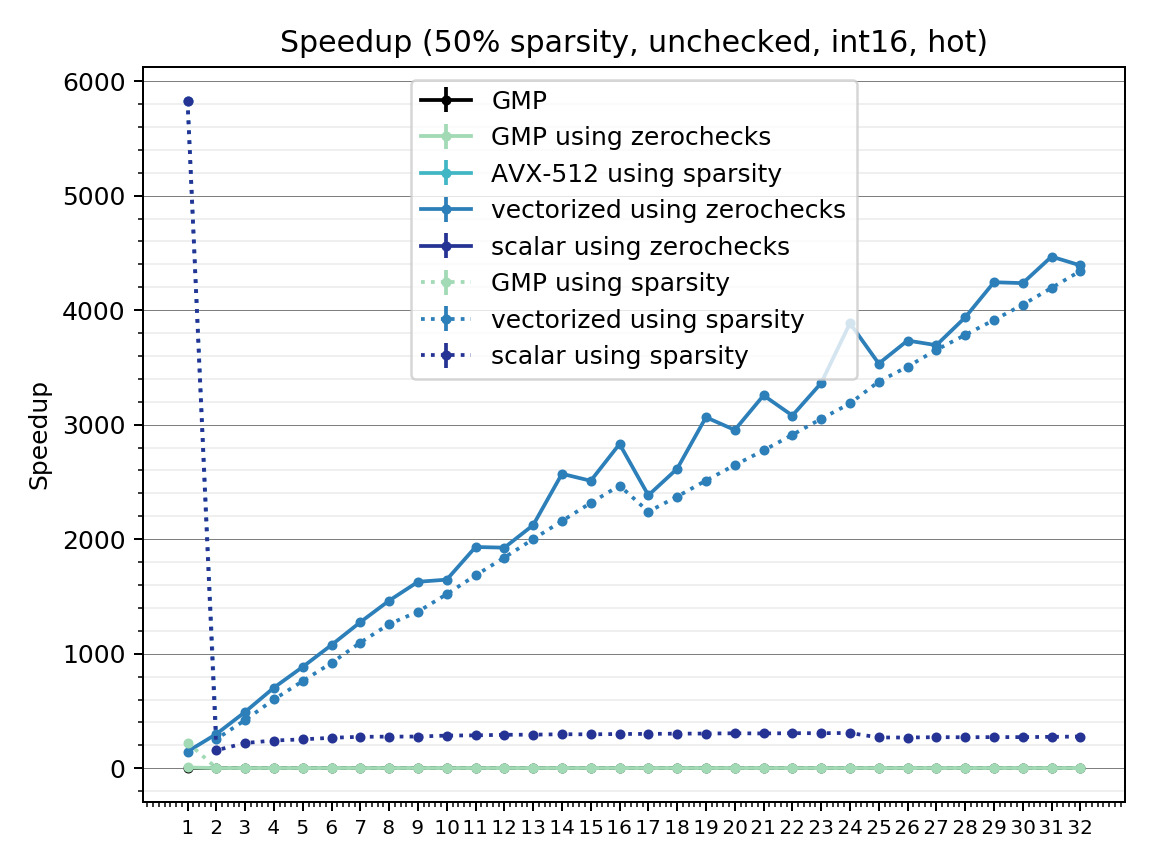 Speedup (50% sparsity, unchecked, int16, hot)
6000
5000
4000
3000
2000
1000
0
Speedup
GMP
GMP using zerochecks
AVX-512 using sparsity
vectorized using zerochecks
scalar using zerochecks
GMP using sparsity
vectorized using sparsity
scalar using sparsity
1 2 3 4 5 6 7 8 9 10 11 12 13 14 15 16 17 18 19 20 21 22 23 24 25 26 27 28 29 30 31 32